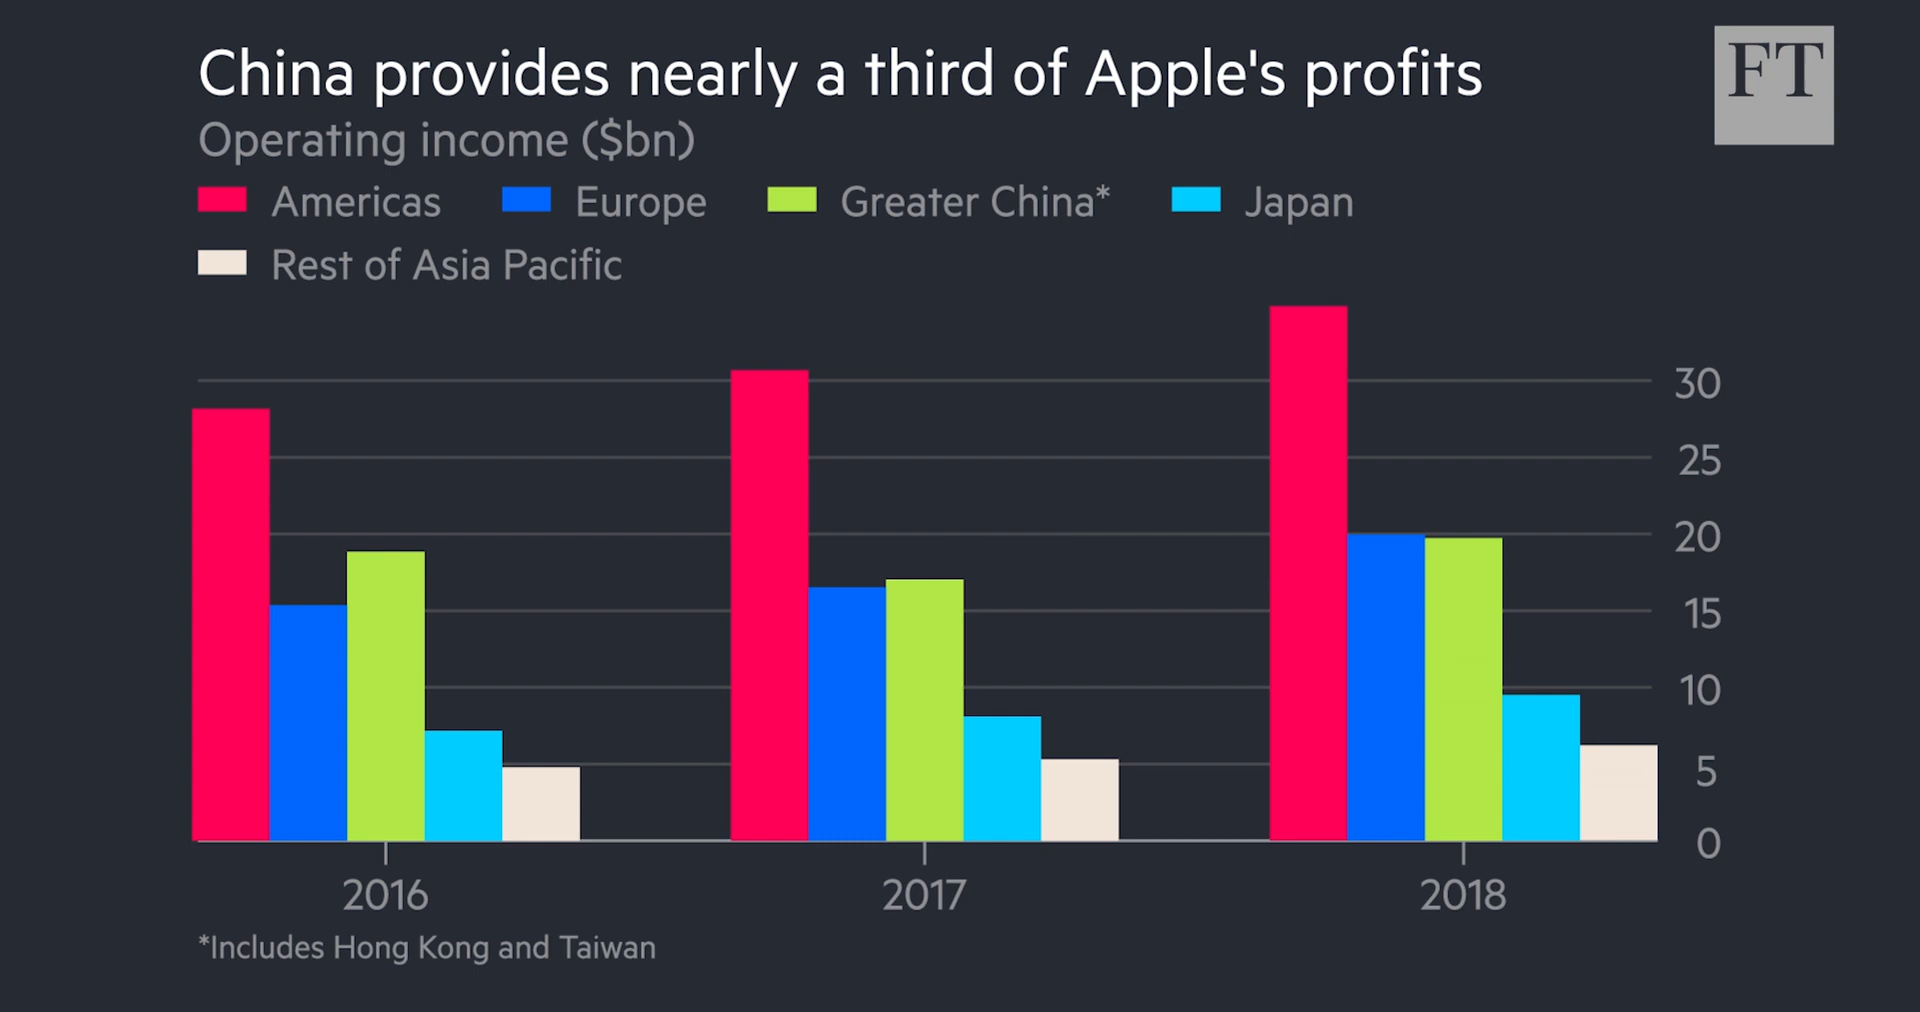 China provides nearly a third of Apple's profits
FT
Operating income ($bn)
Americas Europe Greater China* Japan
Rest of Asia Pacific
30
25
20
15
10
5
0
2016 2017 2018
*Includes Hong Kong and Taiwan